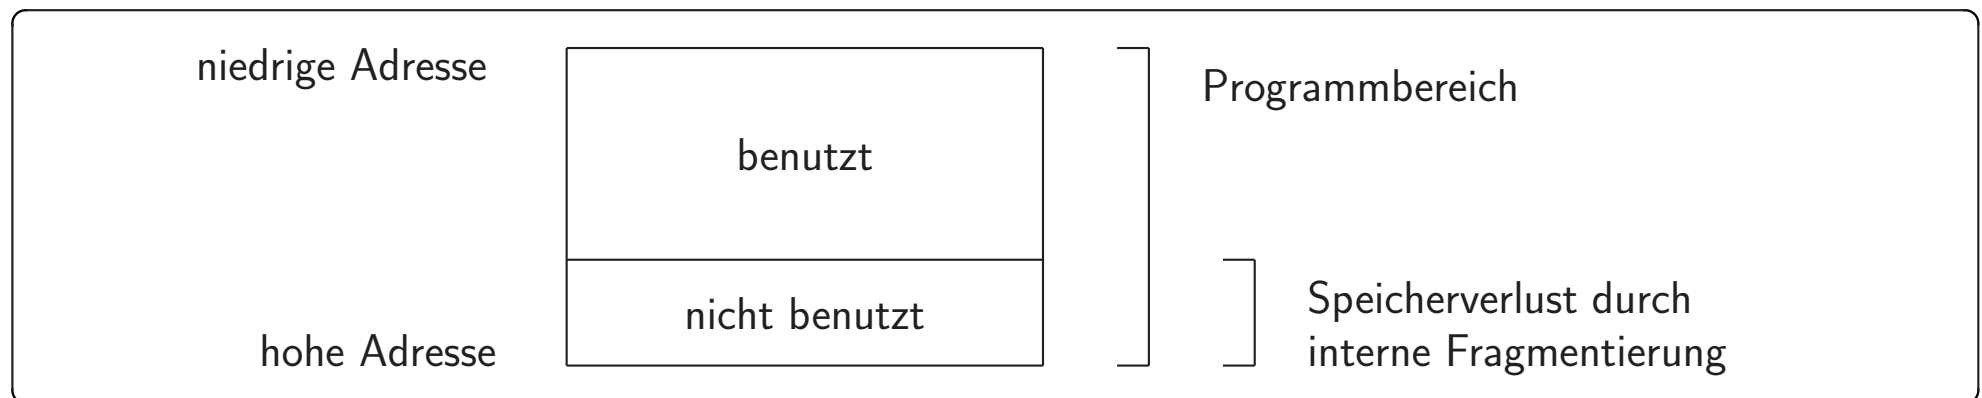 niedrige Adresse
Programmbereich
benutzt
nicht benutzt
Speicherverlust durch
interne Fragmentierung
hohe Adresse